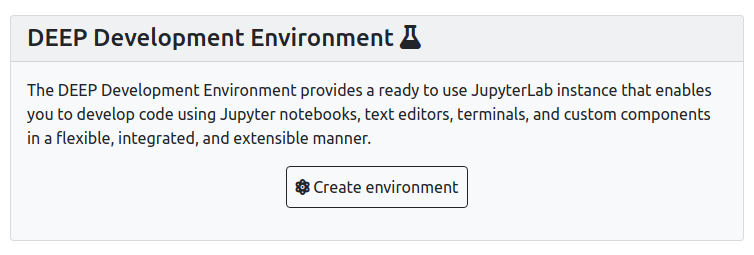 DEEP Development Environment
The DEEP Development Environment provides a ready to use JupyterLab instance that enables
you to develop code using Jupyter notebooks, text editors, terminals, and custom components
in a flexible, integrated, and extensible manner.
Create environment